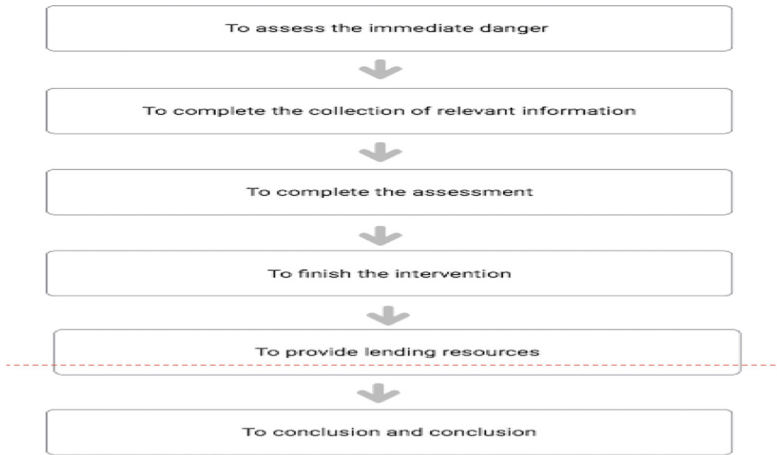 To assess the immediate danger
To complete the collection of relevant information
To complete the assessment
To finish the intervention
To provide lending resources
To conclusion and conclusion